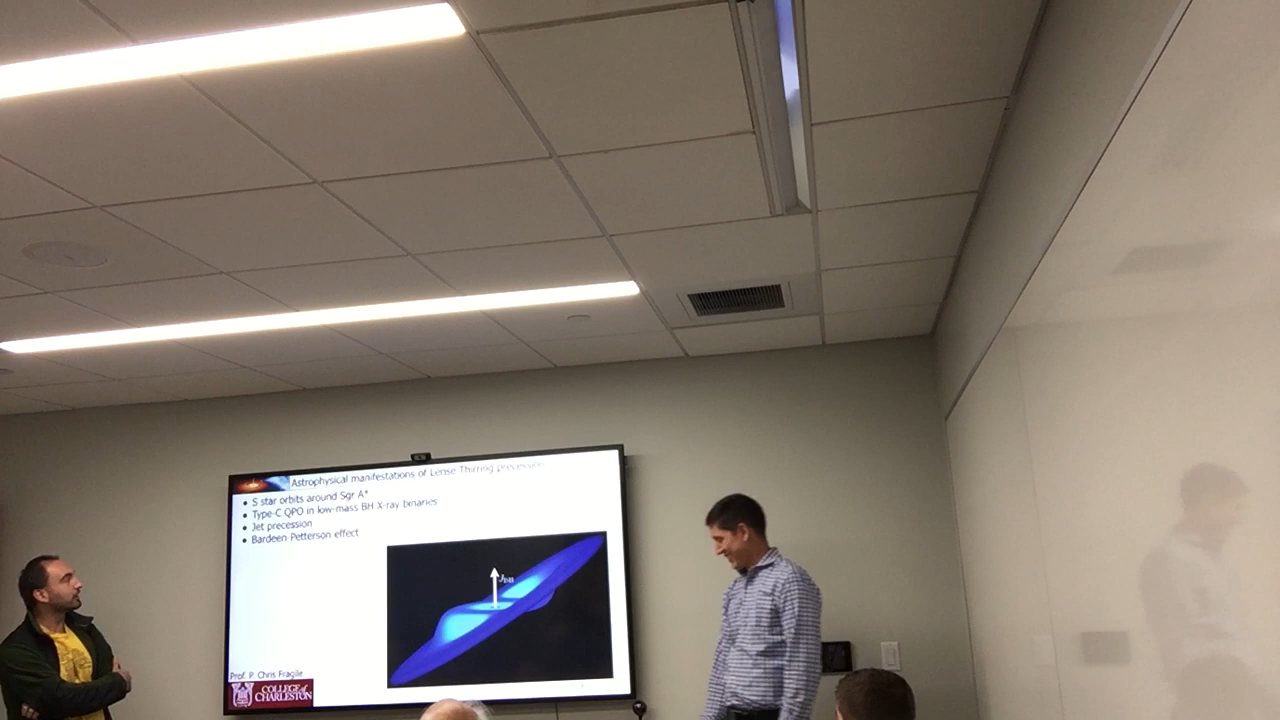 Astrophysical manifestations of Lense Thirring precession
• S star orbits around Sgr A*
• Type-C QPO in low-mass BH X-ray binaries
• Jet precession
• Bardeen Petterson effect
J_BH
Prof. P. Chris Fragile
COLLEGE of
CHARLESTON